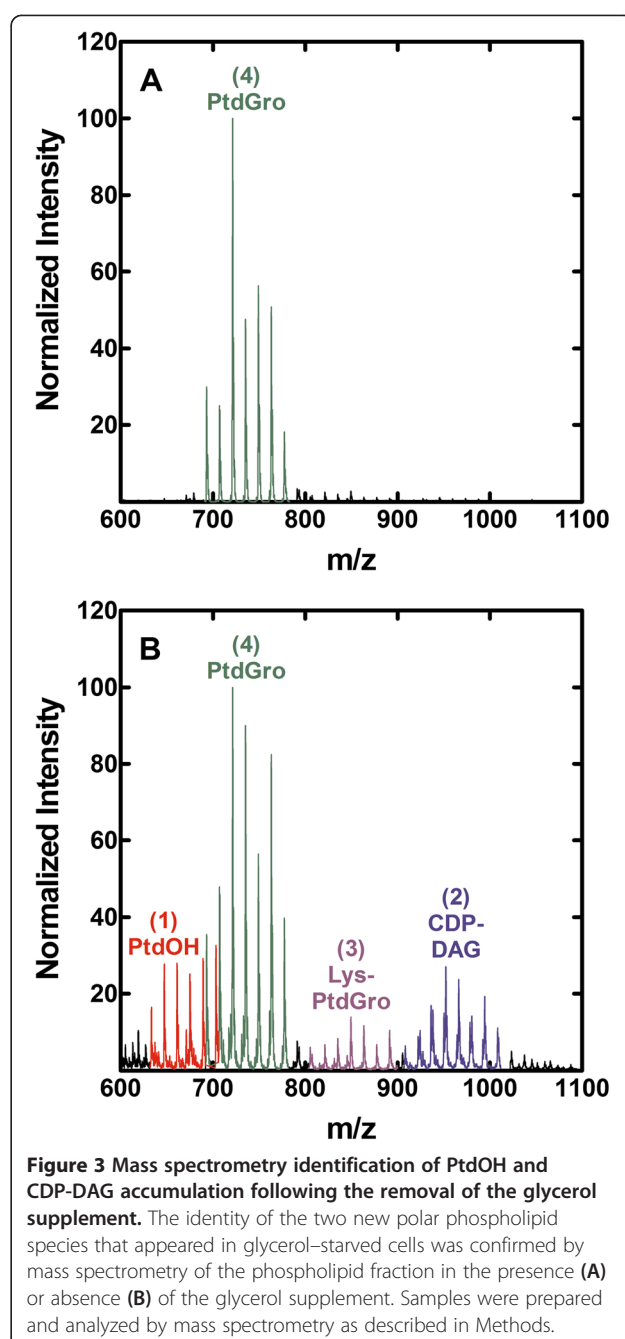 120
100
80
60
40
20
Normalized Intensity
A
(4)
PtdGro
600 700 800 900 1000 1100
m/z
120
100
80
60
40
20
Normalized Intensity
B
(4)
PtdGro
(1)
PtdOH
(3)
Lys-
PtdGro
(2)
CDP-
DAG
600 700 800 900 1000 1100
m/z
Figure 3 Mass spectrometry identification of PtdOH and
CDP-DAG accumulation following the removal of the glycerol
supplement. The identity of the two new polar phospholipid
species that appeared in glycerol–starved cells was confirmed by
mass spectrometry of the phospholipid fraction in the presence (A)
or absence (B) of the glycerol supplement. Samples were prepared
and analyzed by mass spectrometry as described in Methods.